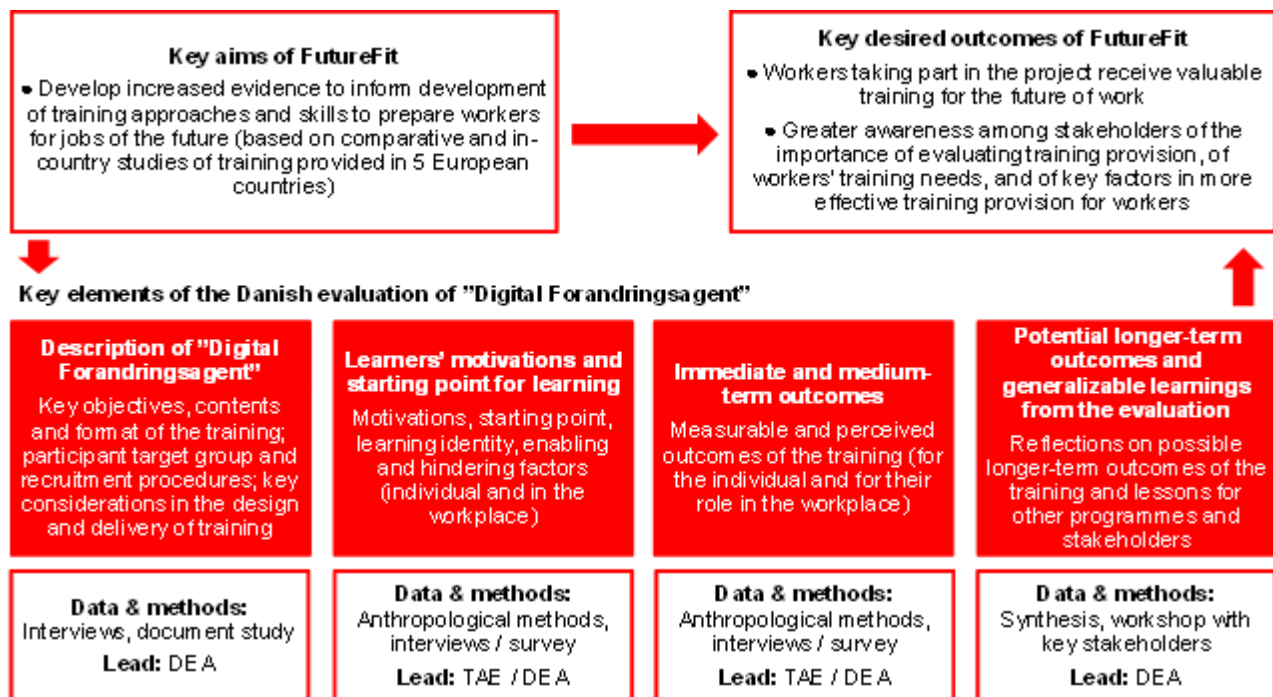 Key aims of FutureFit
● Develop increased evidence to inform development
of training approaches and skills to prepare workers
for jobs of the future (based on comparative and in-
country studies of training provided in 5 European
countries)
Key desired outcomes of FutureFit
● Workers taking part in the project receive valuable
training for the future of work
● Greater awareness among stakeholders of the
importance of evaluating training provision, of
workers' training needs, and of key factors in more
effective training provision for workers
Key elements of the Danish evaluation of ”Digital Forandringsagent”
Description of ”Digital
Forandringsagent”
Key objectives, contents
and format of the training;
participant target group and
recruitment procedures; key
considerations in the design
and delivery of training
Learners’ motivations and
starting point for learning
Motivations, starting point,
learning identity, enabling
and hindering factors
(individual and in the
workplace)
Immediate and medium-
term outcomes
Measurable and perceived
outcomes of the training (for
the individual and for their
role in the workplace)
Potential longer-term
outcomes and
generalizable learnings
from the evaluation
Reflections on possible
longer-term outcomes of the
training and lessons for
other programmes and
stakeholders
Data & methods:
Interviews, document study
Lead: DEA
Data & methods:
Anthropological methods,
interviews / survey
Lead: TAE / DEA
Data & methods:
Anthropological methods,
interviews / survey
Lead: TAE / DEA
Data & methods:
Synthesis, workshop with
key stakeholders
Lead: DEA